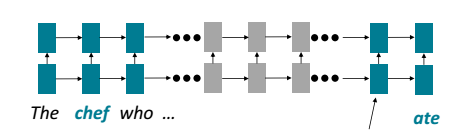 The chef who …
ate